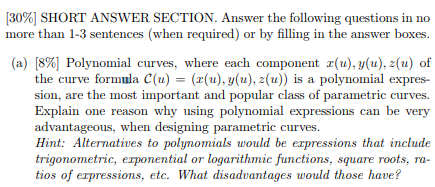 [30%] SHORT ANSWER SECTION. Answer the following questions in no
more than 1-3 sentences (when required) or by filling in the answer boxes.
(a) [8%] Polynomial curves, where each component x(u), y(u), z(u) of
the curve formula C(u) = (x(u), y(u), z(u)) is a polynomial expres-
sion, are the most important and popular class of parametric curves.
Explain one reason why using polynomial expressions can be very
advantageous, when designing parametric curves.
Hint: Alternatives to polynomials would be expressions that include
trigonometric, exponential or logarithmic functions, square roots, ra-
tios of expressions, etc. What disadvantages would those have?